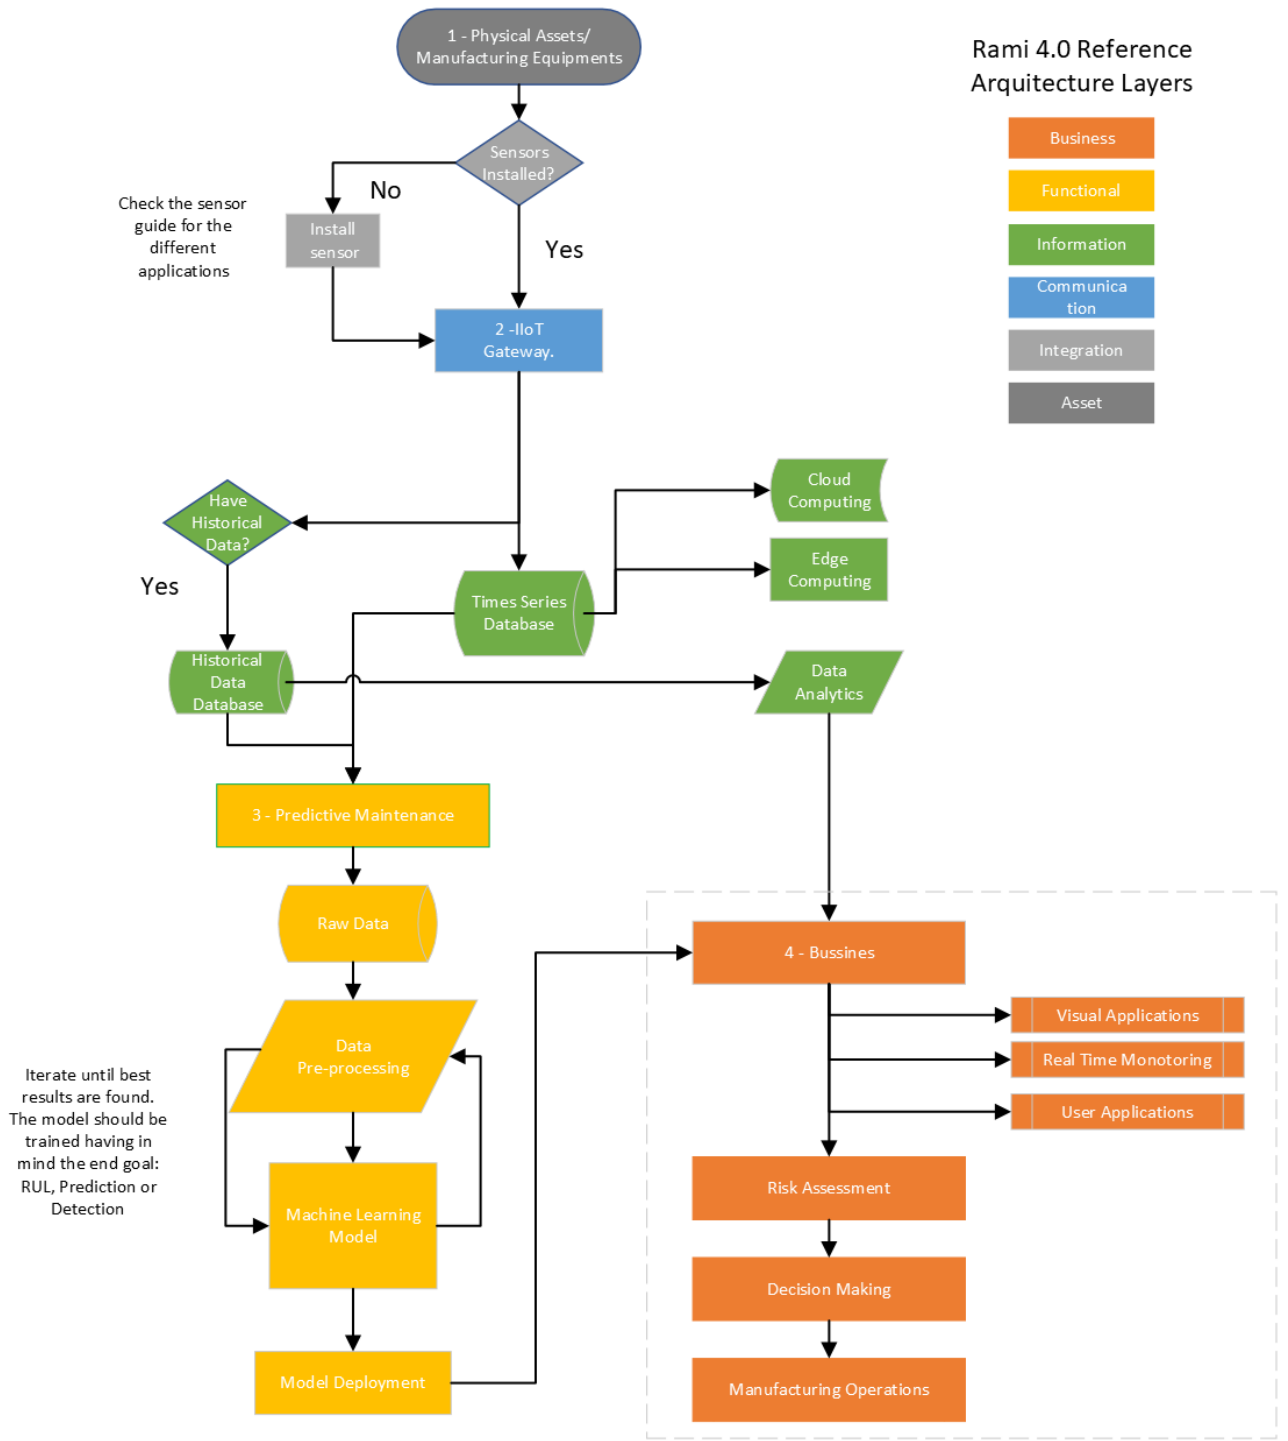 1 - Physical Assets/
Manufacturing Equipments
Rami 4.0 Reference
Arquitecture Layers
Business
Functional
Information
Communica
tion
Integration
Asset
Sensors
Installed?
No
Yes
Check the sensor
guide for the
different
applications
Install
sensor
2 -IIoT
Gateway.
Have
Historical
Data?
Yes
Cloud
Computing
Edge
Computing
Times Series
Database
Historical
Data
Database
Data
Analytics
3 - Predictive Maintenance
Raw Data
Data
Pre-processing
Iterate until best
results are found.
The model should be
trained having in
mind the end goal:
RUL, Prediction or
Detection
Machine Learning
Model
Model Deployment
4 - Bussines
Visual Applications
Real Time Monotoring
User Applications
Risk Assessment
Decision Making
Manufacturing Operations